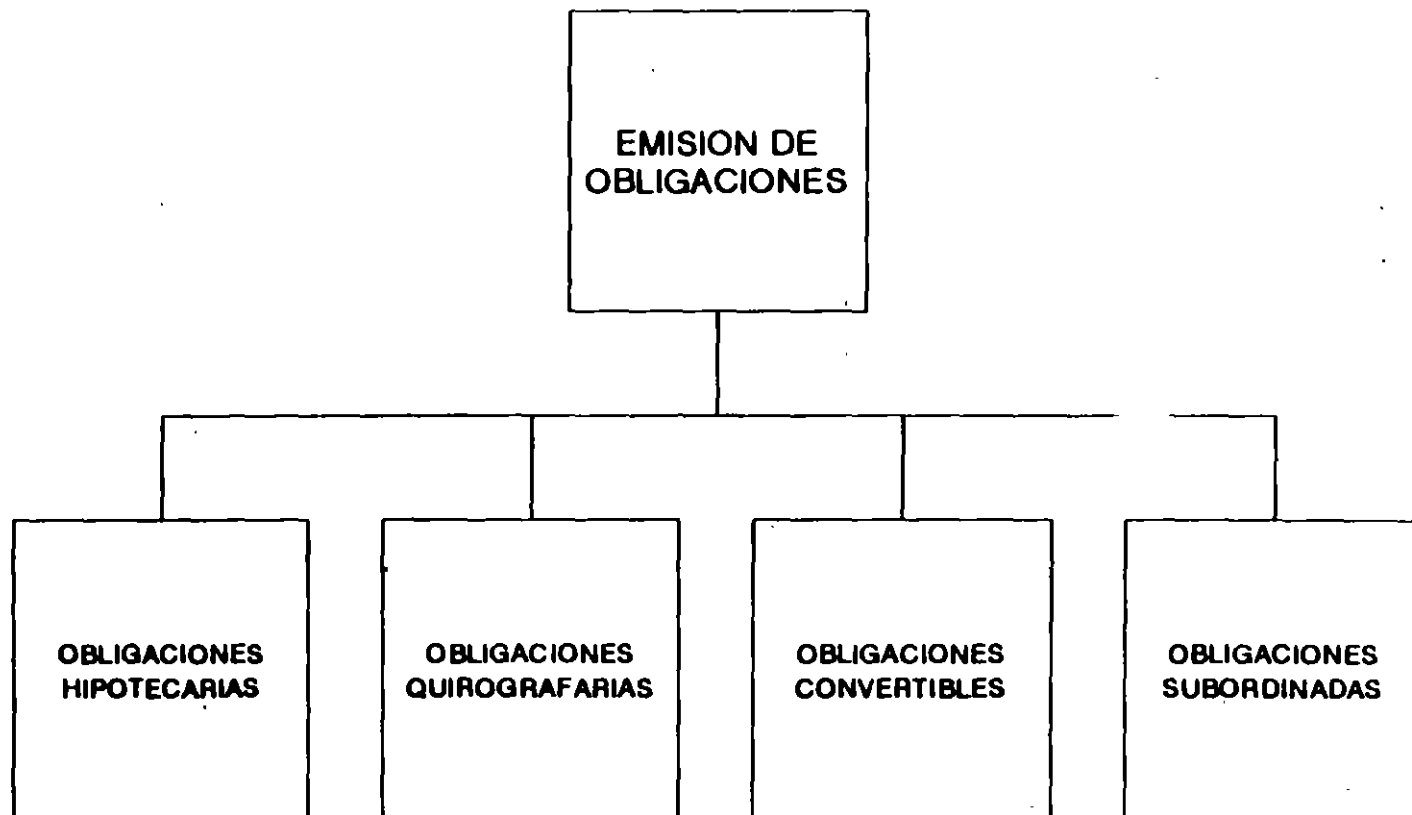 EMISION DE
OBLIGACIONES
OBLIGACIONES
HIPOTECARIAS
OBLIGACIONES
QUIROGRAFARIAS
OBLIGACIONES
CONVERTIBLES
OBLIGACIONES
SUBORDINADAS